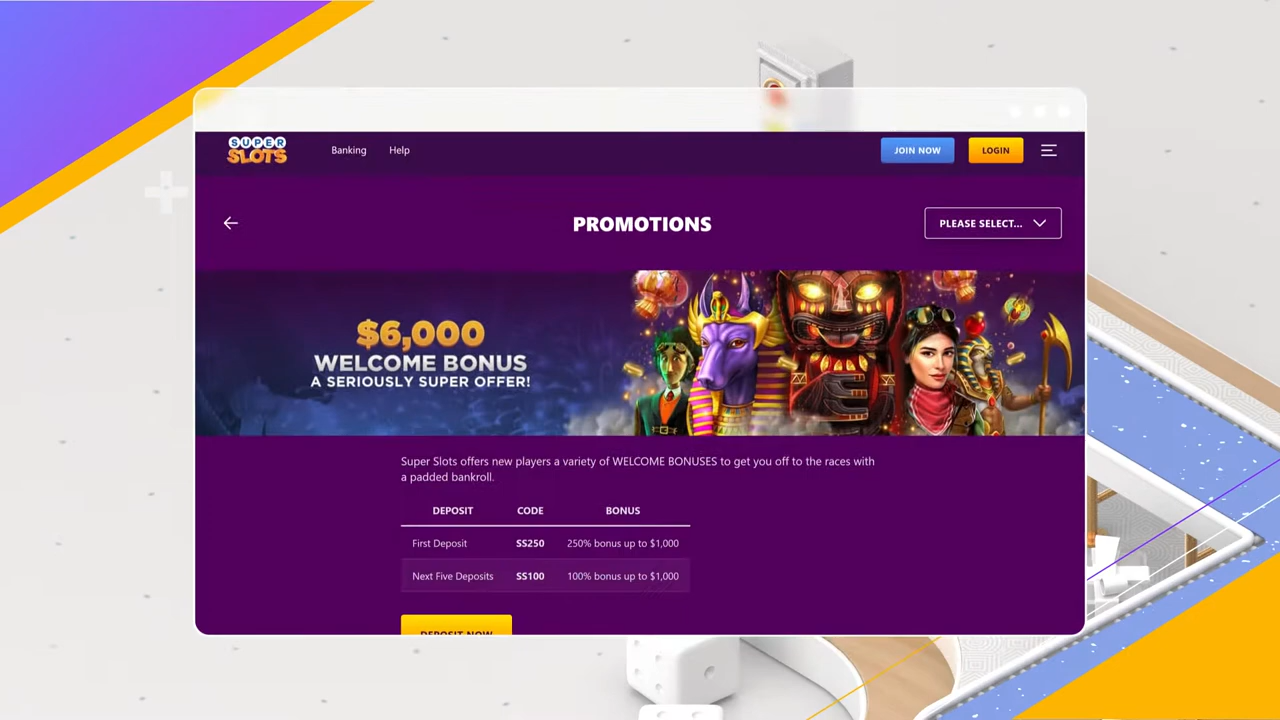 SUPER
SLOTS
Banking
Help
JOIN NOW
LOGIN
PROMOTIONS
PLEASE SELECT...
$6,000
WELCOME BONUS
A SERIOUSLY SUPER OFFER!
Super Slots offers new players a variety of WELCOME BONUSES to get you off to the races with
a padded bankroll.
DEPOSIT CODE BONUS
First Deposit SS250 250% bonus up to $1,000
Next Five Deposits SS100 100% bonus up to $1,000
DEPOSIT NOW